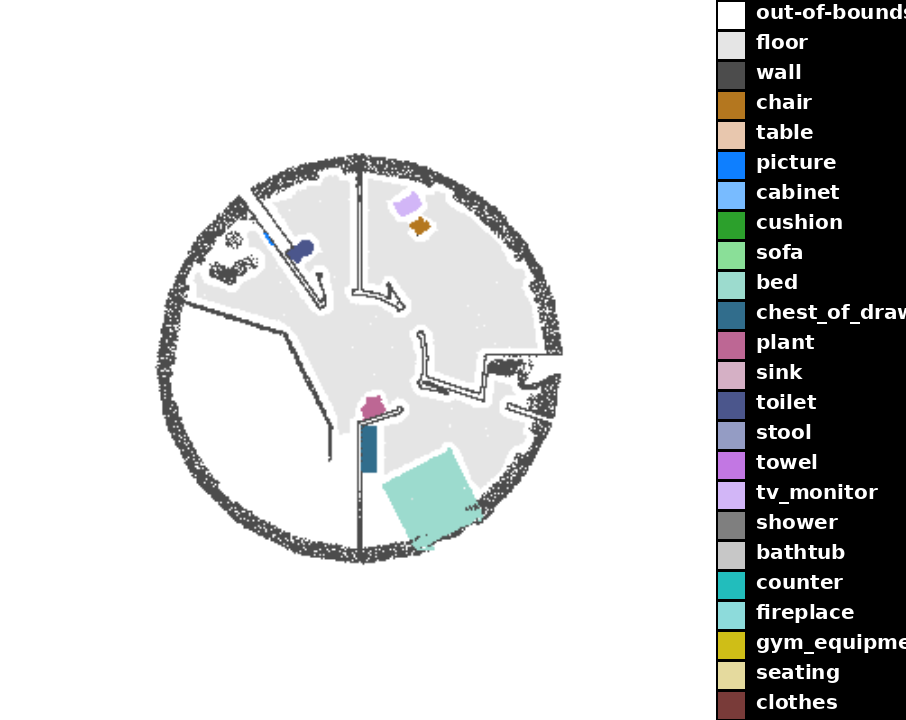 out-of-bounds
floor
wall
chair
table
picture
cabinet
cushion
sofa
bed
chest_of_draw
plant
sink
toilet
stool
towel
tv_monitor
shower
bathtub
counter
fireplace
gym_equipme
seating
clothes